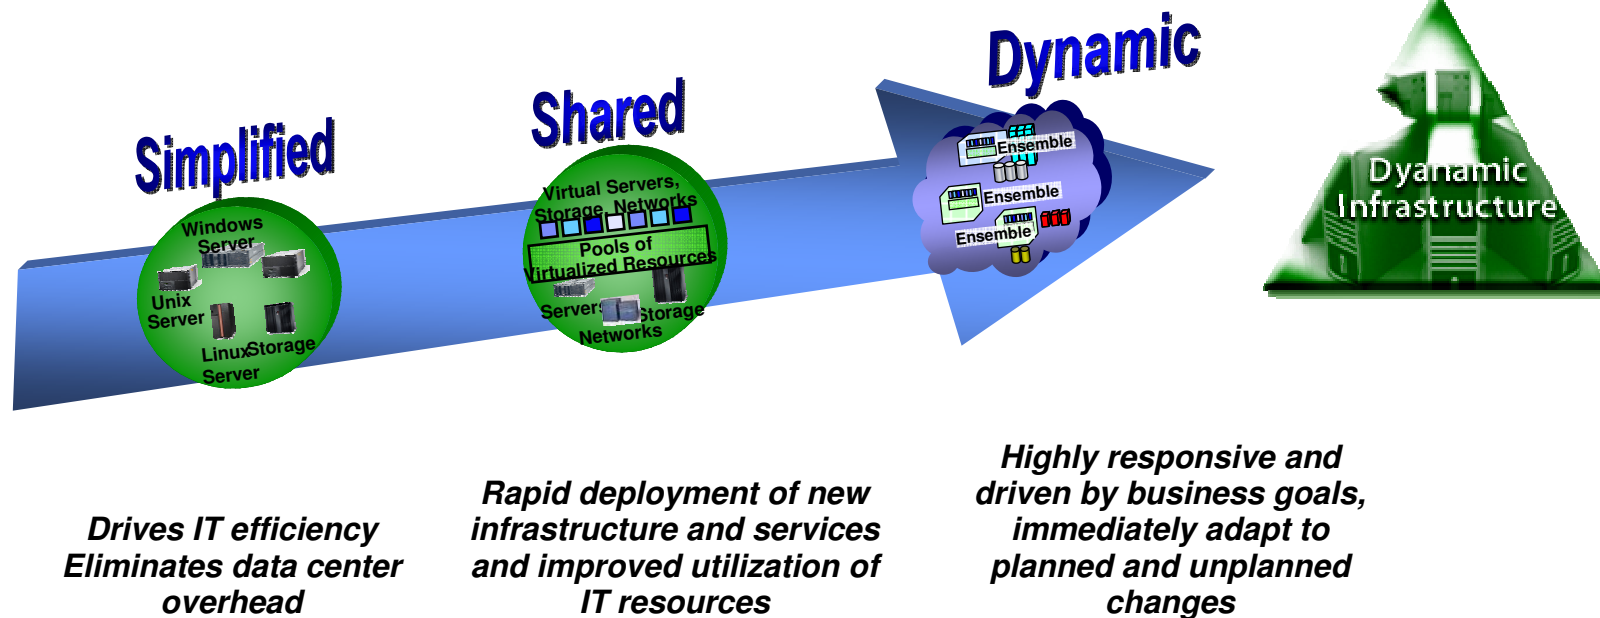 Simplified
Windows
Server
Unix
Server
Linux
Server
Storage
Shared
Virtual Servers,
Storage, Networks
Pools of
Virtualized Resources
Servers
Storage
Networks
Dynamic
Ensemble
Ensemble
Ensemble
Dyanamic
Infrastructure
Drives IT efficiency
Eliminates data center
overhead
Rapid deployment of new
infrastructure and services
and improved utilization of
IT resources
Highly responsive and
driven by business goals,
immediately adapt to
planned and unplanned
changes